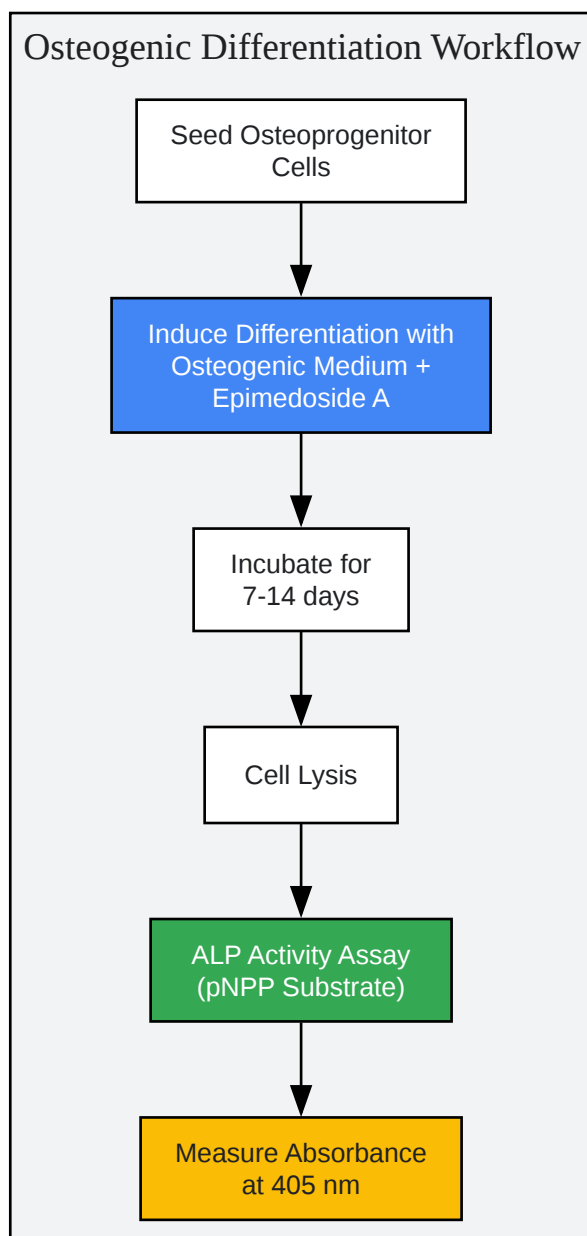 Osteogenic Differentiation Workflow
Seed Osteoprogenitor
Cells
Induce Differentiation with
Osteogenic Medium +
Epimedoside A
Incubate for
7-14 days
Cell Lysis
ALP Activity Assay
(pNPP Substrate)
Measure Absorbance
at 405 nm